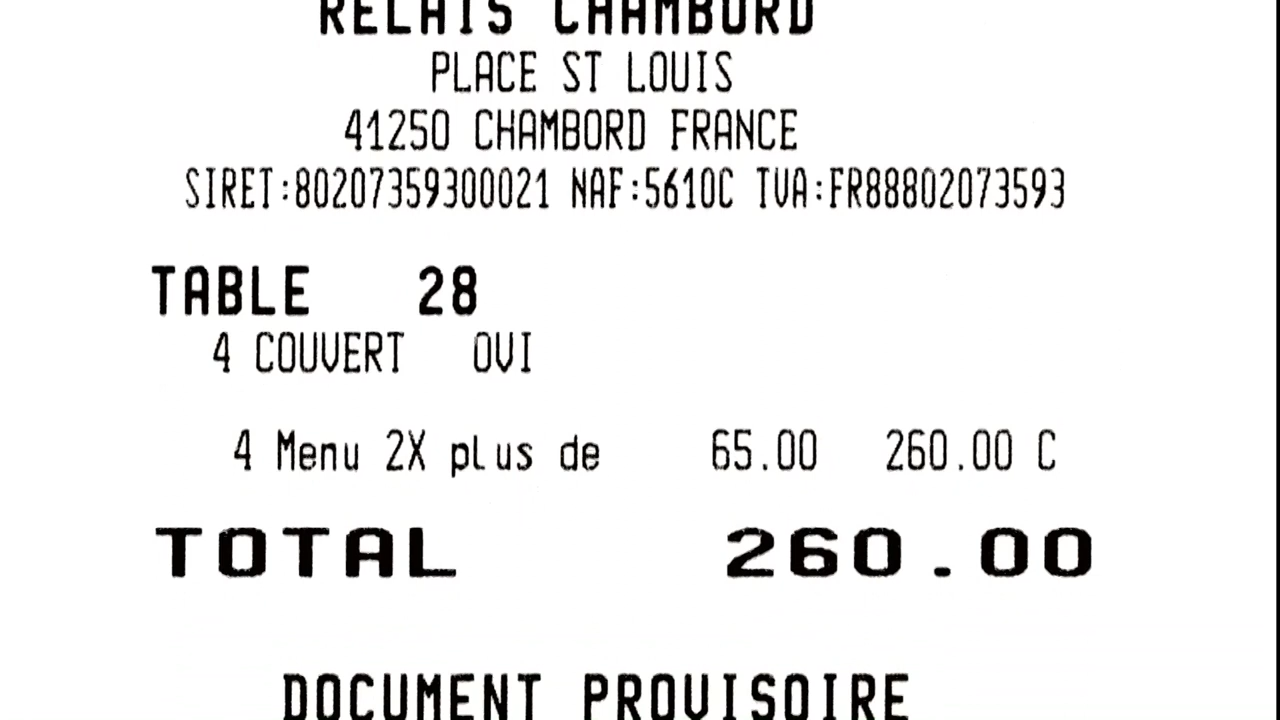 RELAIS CHAMBORD
PLACE ST LOUIS
41250 CHAMBORD FRANCE
SIRET:80207359300021 NAF:5610C TVA:FR88802073593
TABLE 28
4 COUVERT OVI
4 Menu 2X plus de 65.00 260.00 C
TOTAL 260.00
DOCUMENT PROVISOIRE